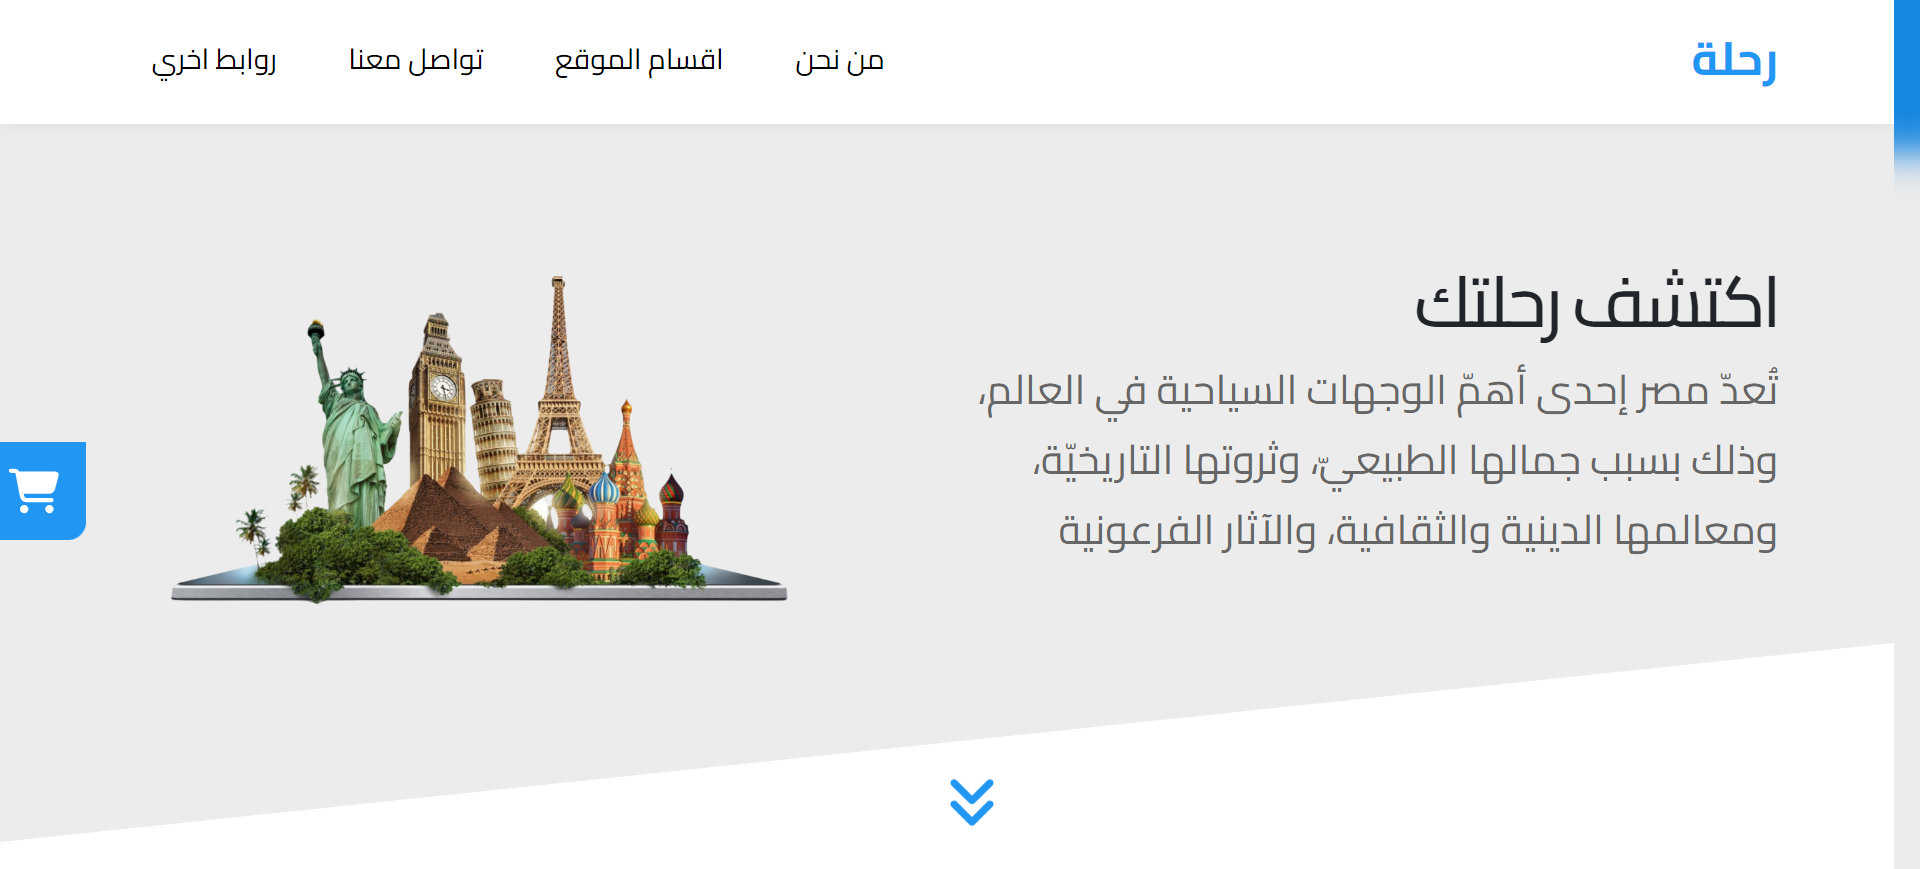 رحلة
من نحن
اقسام الموقع
تواصل معنا
روابط اخري
اكتشف رحلتك
تُعدّ مصر إحدى أهمّ الوجهات السياحية في العالم،
وذلك بسبب جمالها الطبيعيّ، وثروتها التاريخيّة،
ومعالمها الدينية والثقافية، والآثار الفرعونية